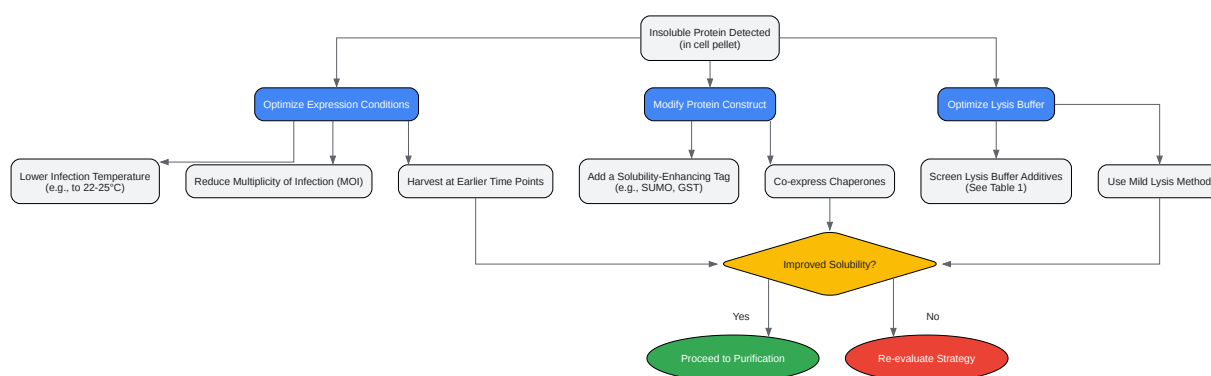 Insoluble Protein Detected
(in cell pellet)
Optimize Expression Conditions
Modify Protein Construct
Optimize Lysis Buffer
Lower Infection Temperature
(e.g., to 22-25°C)
Reduce Multiplicity of Infection (MOI)
Harvest at Earlier Time Points
Add a Solubility-Enhancing Tag
(e.g., SUMO, GST)
Co-express Chaperones
Screen Lysis Buffer Additives
(See Table 1)
Use Mild Lysis Method
Improved Solubility?
Yes
No
Proceed to Purification
Re-evaluate Strategy